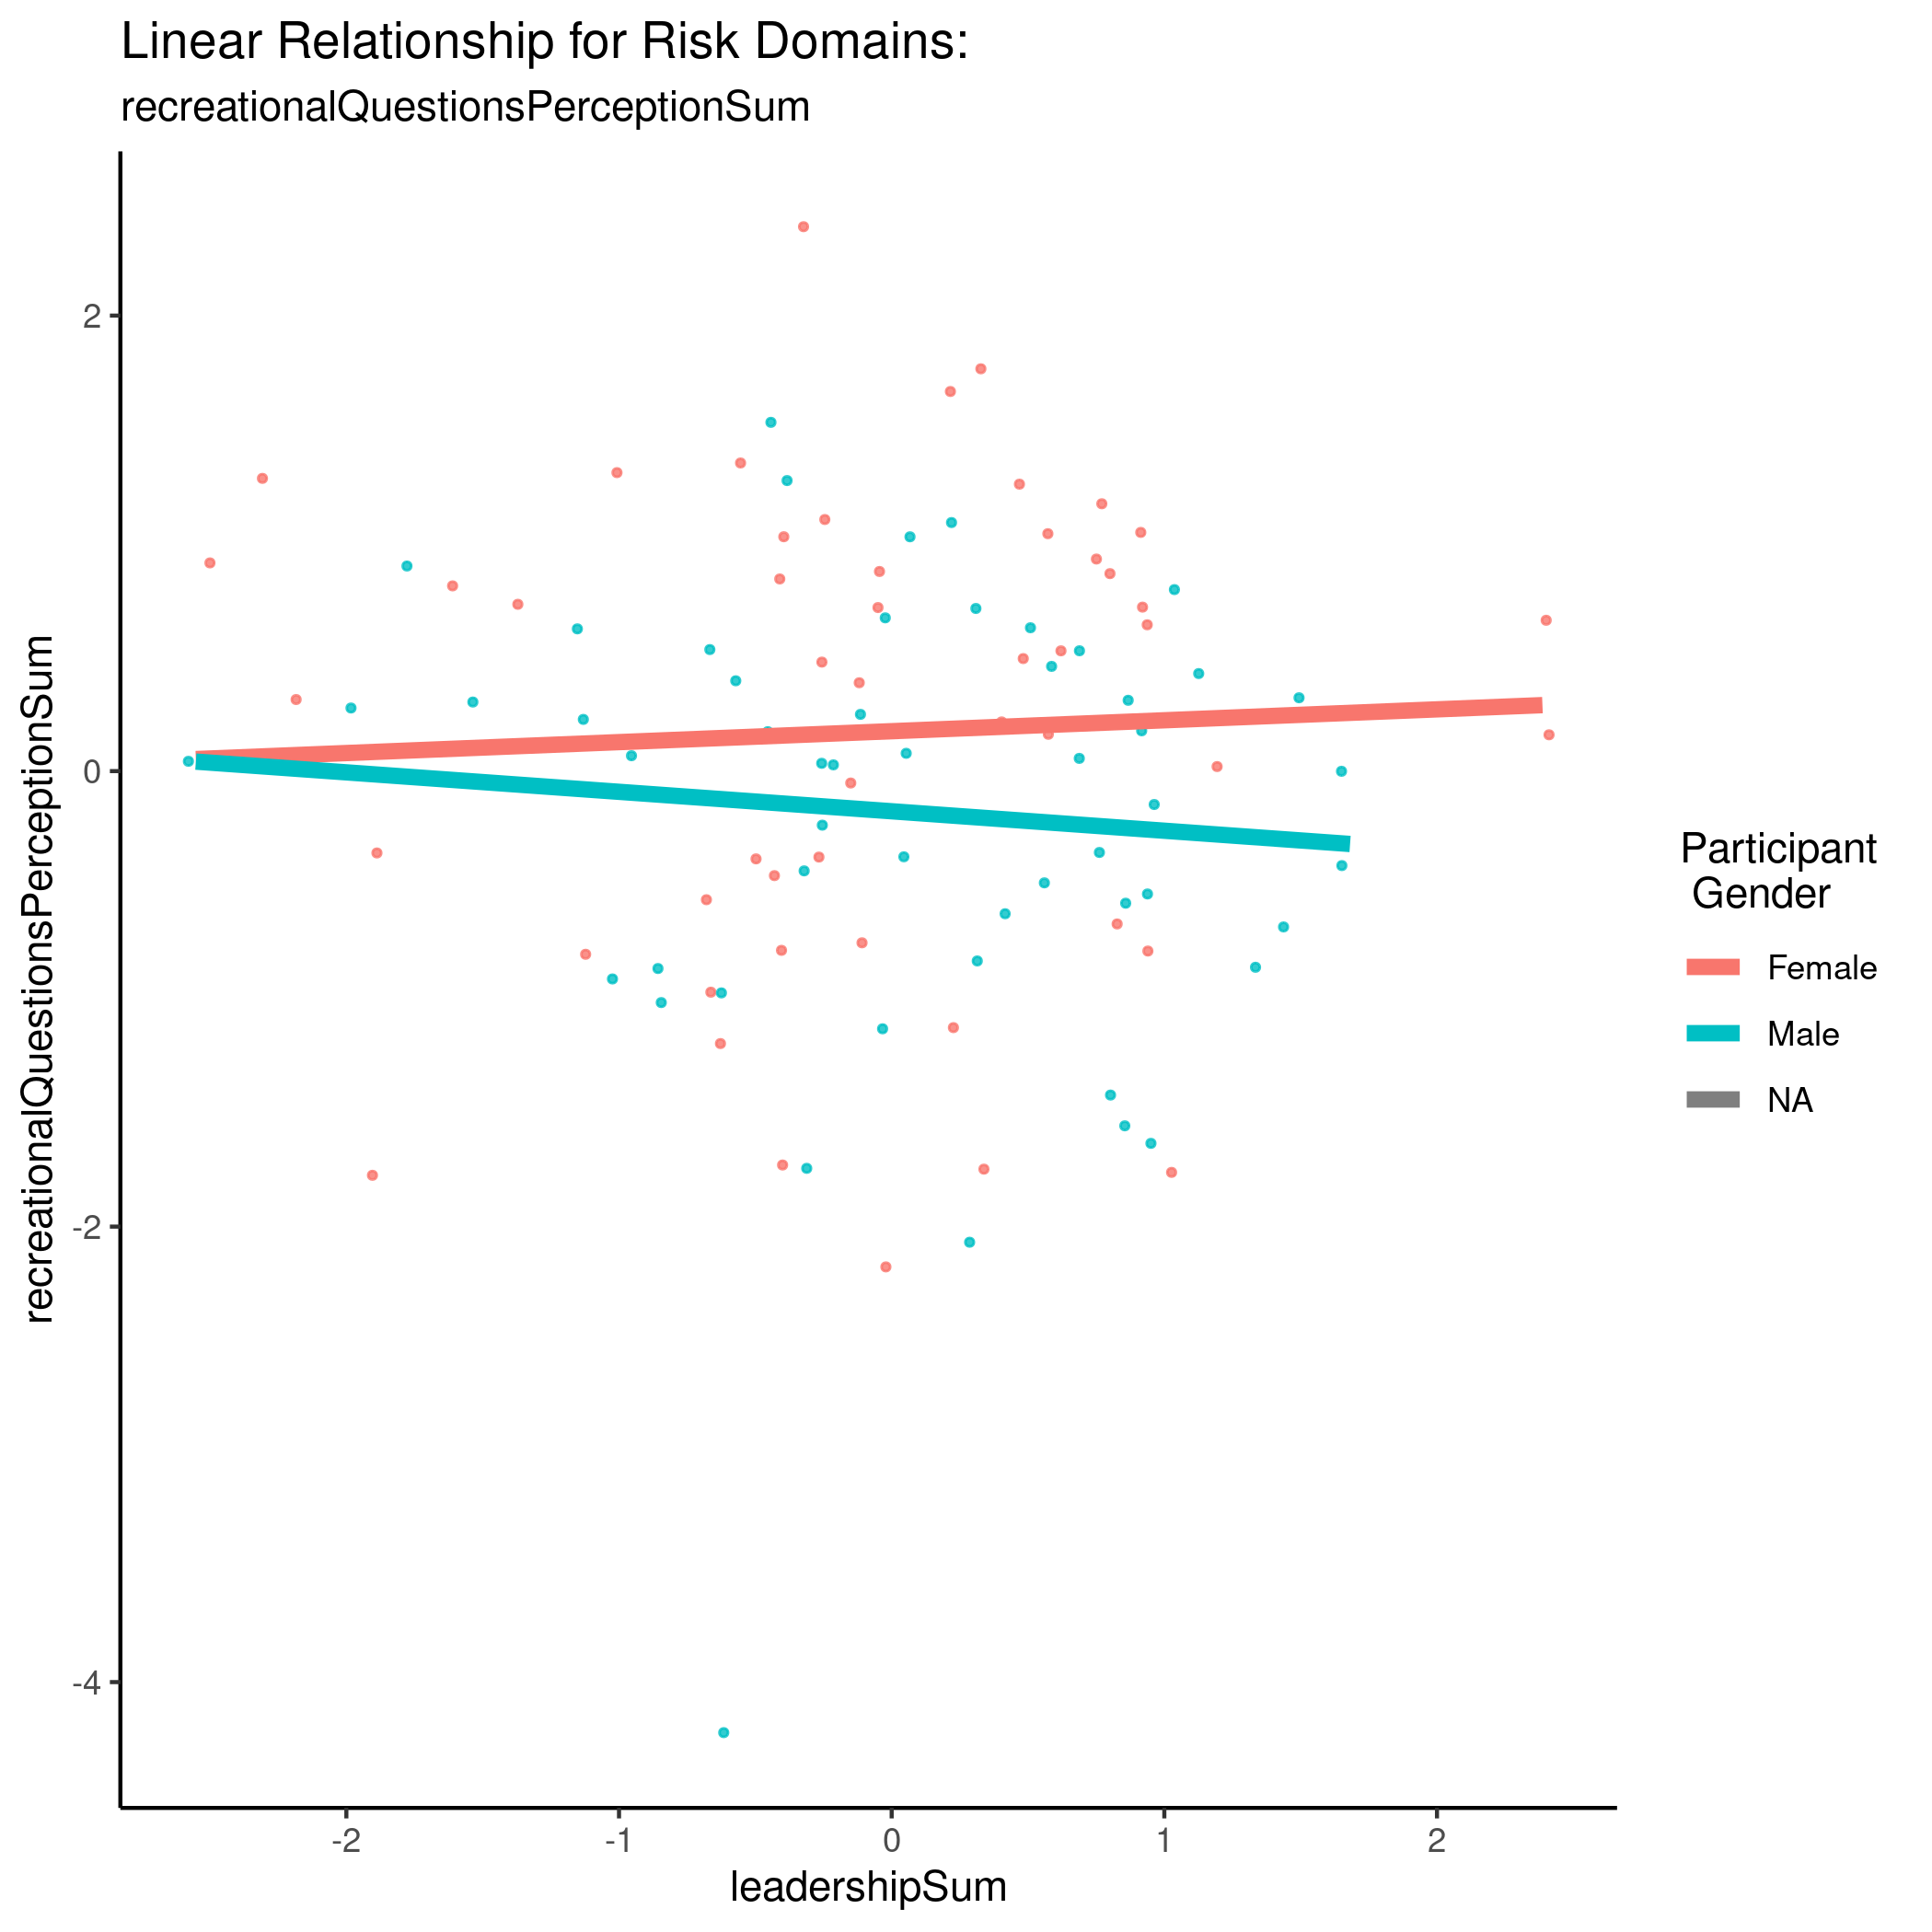 Linear Relationship for Risk Domains:
recreationalQuestionsPerceptionSum
recreationalQuestionsPerceptionSum
2
0
-2
-4
-2
-1
0
1
2
leadershipSum
Participant
Gender
Female
Male
NA